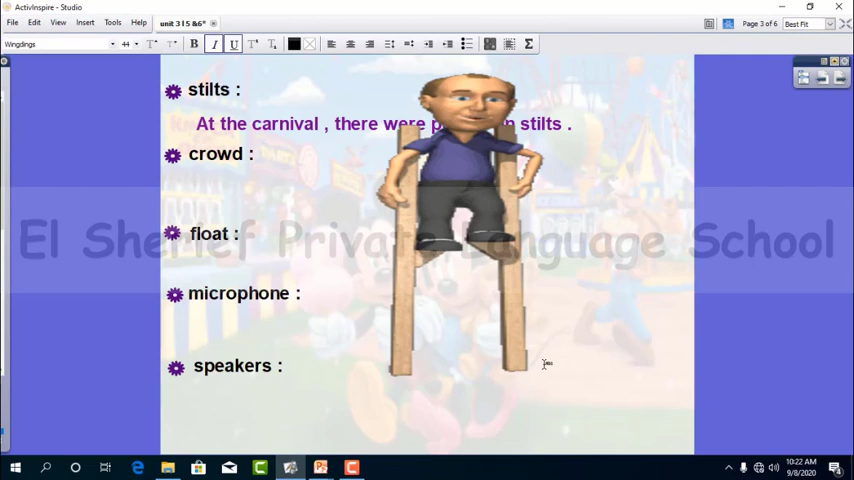 ActivInspire - Studio
File Edit View Insert Tools Help unit 3 l 5 &6* Page 3 of 6 Best Fit
Wingdings 44 B I U T T Σ
stilts :
At the carnival , there were stilts .
crowd :
El Sherief Private Language School
float :
microphone :
speakers :
10:22 AM
9/8/2020
4